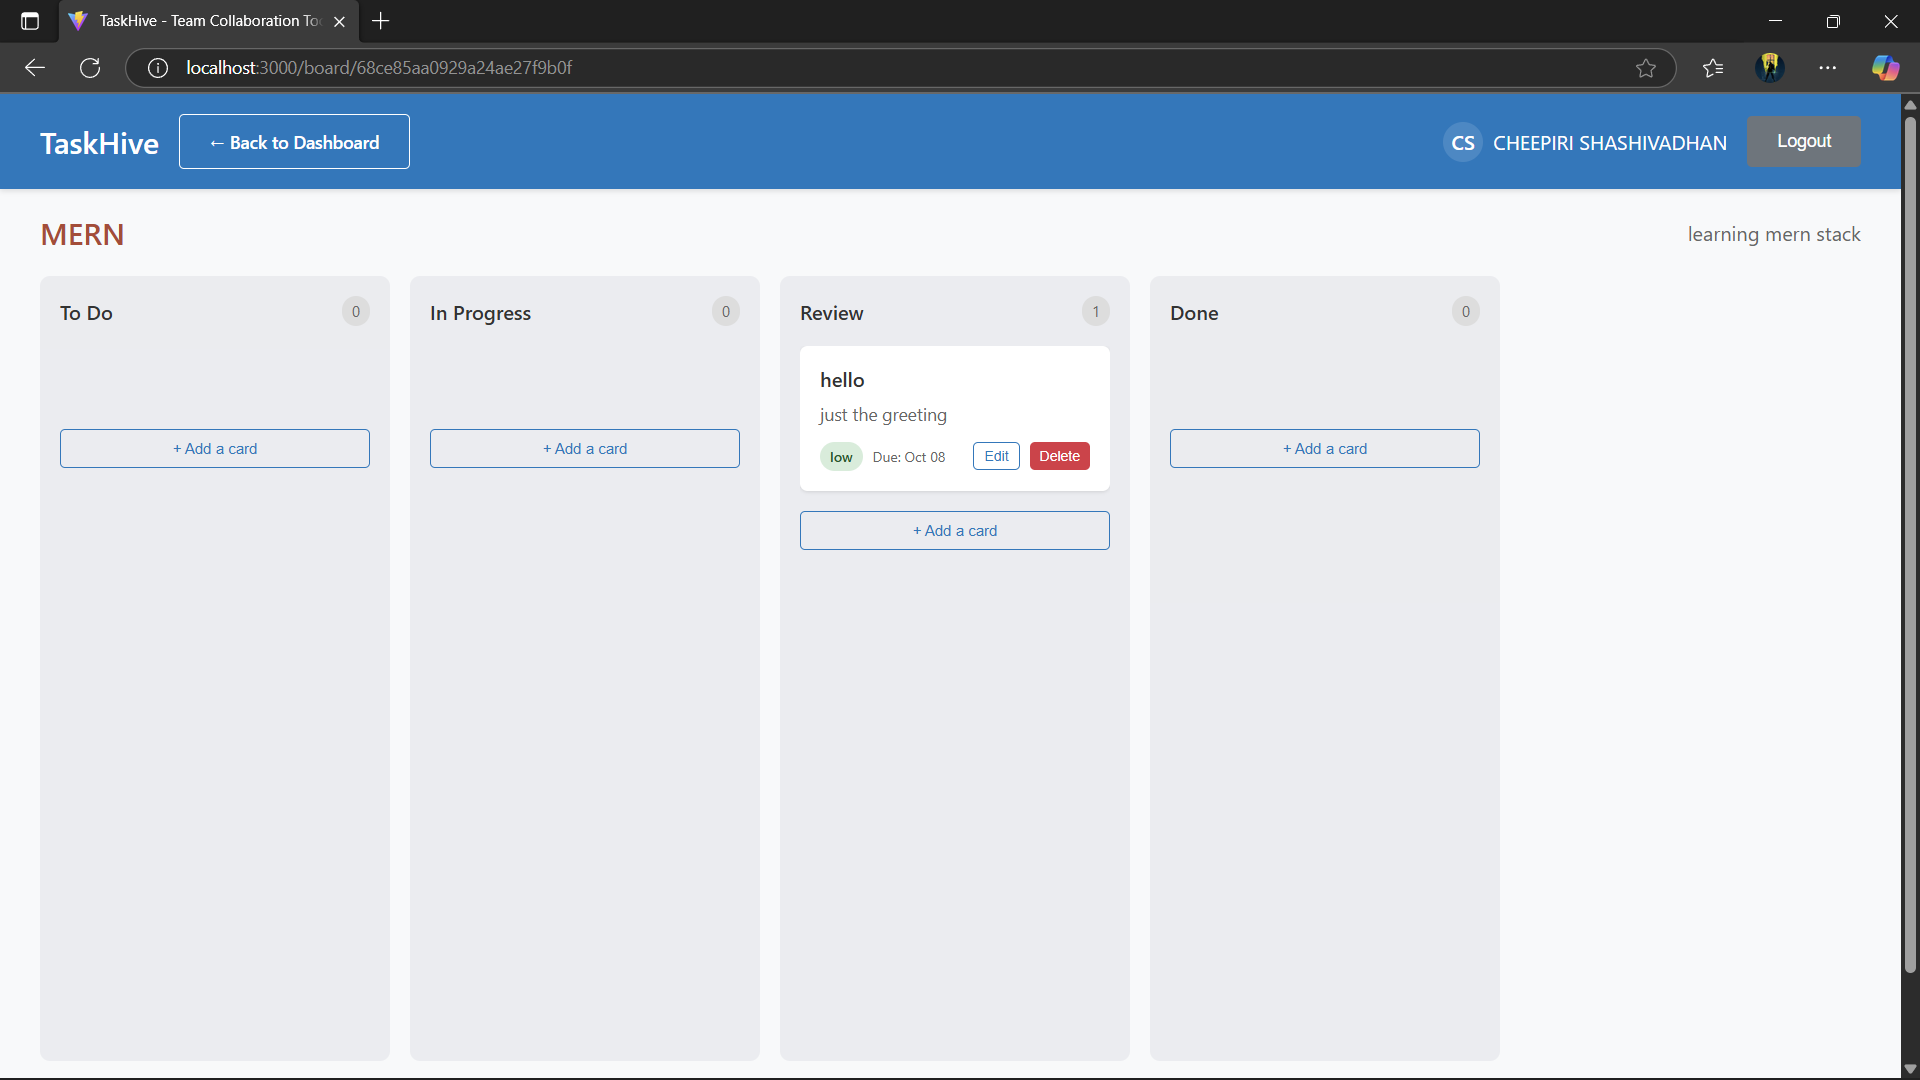 TaskHive - Team Collaboration To
localhost:3000/board/68ce85aa0929a24ae27f9b0f
TaskHive
← Back to Dashboard
CS
CHEEPIRI SHASHIVADHAN
Logout
MERN
learning mern stack
To Do
0
+ Add a card
In Progress
0
+ Add a card
Review
1
hello
just the greeting
low
Due: Oct 08
Edit
Delete
+ Add a card
Done
0
+ Add a card